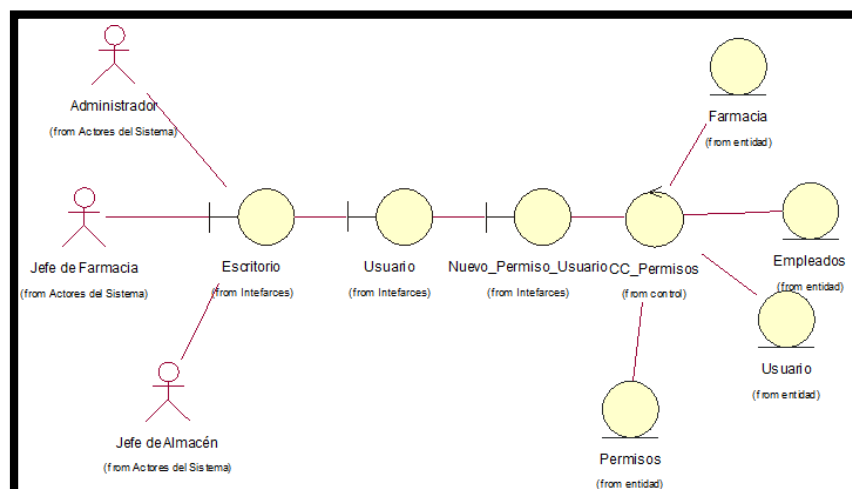 Administrador
(from Actores del Sistema)
Farmacia
(from entidad)
Jefe de Farmacia
(from Actores del Sistema)
Escritorio
(from Intefarces)
Usuario
(from Intefarces)
Nuevo_Permiso_Usuario
(from Intefarces)
CC_Permisos
(from control)
Empleados
(from entidad)
Usuario
(from entidad)
Jefe de Almacén
(from Actores del Sistema)
Permisos
(from entidad)